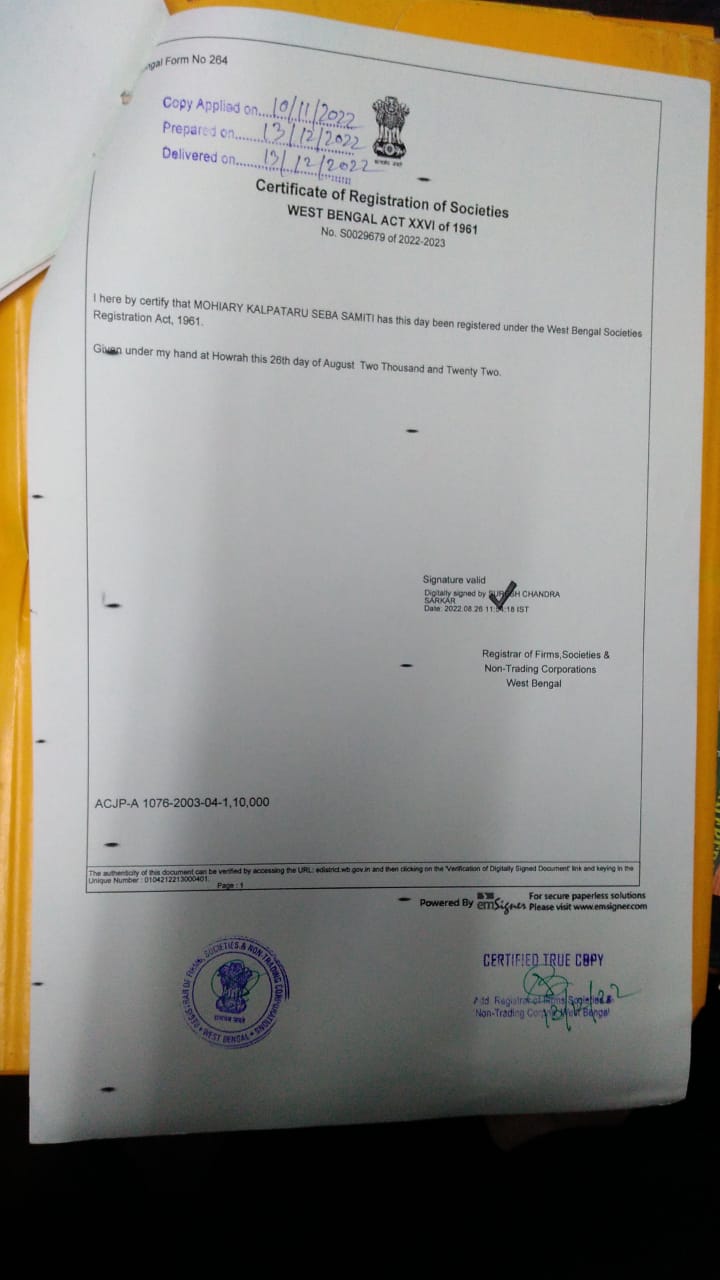 ngal Form No 264
Copy Applied on....10/11/2022
Prepared on.......13/12/2022
Delivered on.......13/12/2022
सत्यमेव जयते
Certificate of Registration of Societies
WEST BENGAL ACT XXVI of 1961
No. S0029679 of 2022-2023
I here by certify that MOHIARY KALPATARU SEBA SAMITI has this day been registered under the West Bengal Societies
Registration Act, 1961.
Given under my hand at Howrah this 26th day of August Two Thousand and Twenty Two.
Signature valid
Digitally signed by SURESH CHANDRA
SARKAR
Date: 2022.08.26 11:54:18 IST
Registrar of Firms,Societies &
Non-Trading Corporations
West Bengal
ACJP-A 1076-2003-04-1,10,000
The authenticity of this document can be verified by accessing the URL: edistrict.wb.gov.in and then clicking on the 'Verification of Digitally Signed Document' link and keying in the
Unique Number : 0104212213000401.
Page : 1
Powered By emSigner
For secure paperless solutions
Please visit www.emsigner.com
REGISTRAR OF FIRMS, SOCIETIES & NON-TRADING CORPORATIONS
WEST BENGAL
सत्यमेव जयते
CERTIFIED TRUE COPY
Add. Registrar of Firms Societies &
Non-Trading Corpn. West Bengal
13/12/22